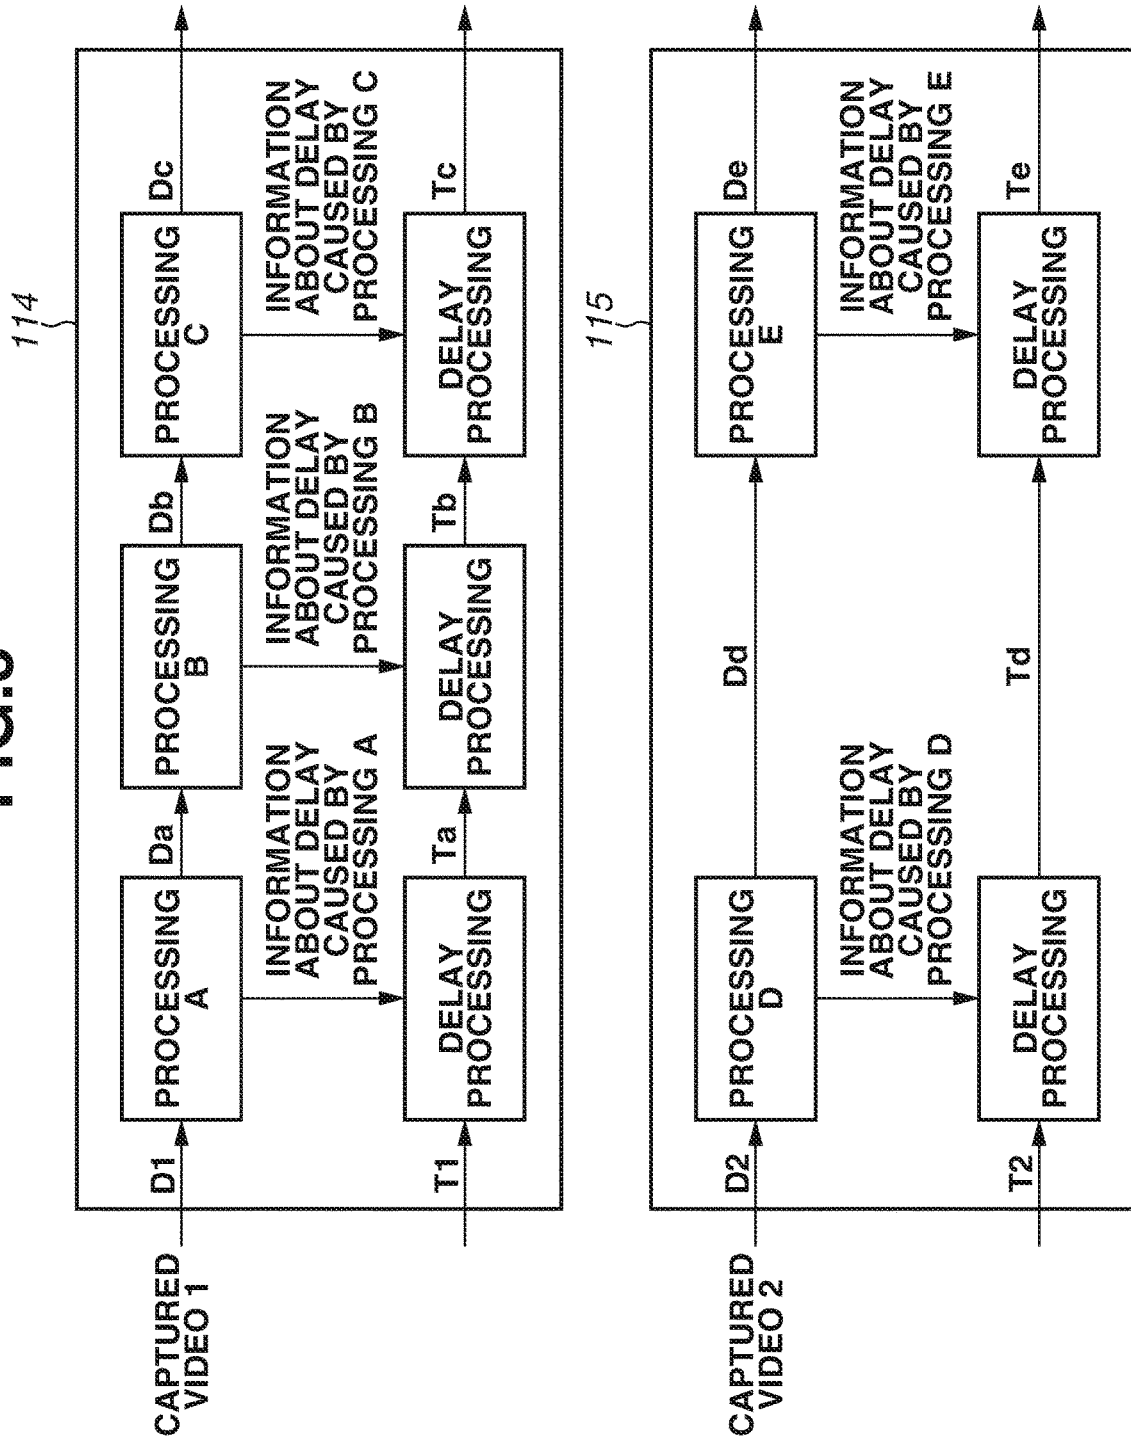 114
CAPTURED
VIDEO 1
D1
PROCESSING
A
Da
PROCESSING
B
Db
PROCESSING
C
Dc
INFORMATION
ABOUT DELAY
CAUSED BY
PROCESSING A
INFORMATION
ABOUT DELAY
CAUSED BY
PROCESSING B
INFORMATION
ABOUT DELAY
CAUSED BY
PROCESSING C
T1
DELAY
PROCESSING
Ta
DELAY
PROCESSING
Tb
DELAY
PROCESSING
Tc
115
CAPTURED
VIDEO 2
D2
PROCESSING
D
Dd
PROCESSING
E
De
INFORMATION
ABOUT DELAY
CAUSED BY
PROCESSING D
INFORMATION
ABOUT DELAY
CAUSED BY
PROCESSING E
T2
DELAY
PROCESSING
Td
DELAY
PROCESSING
Te